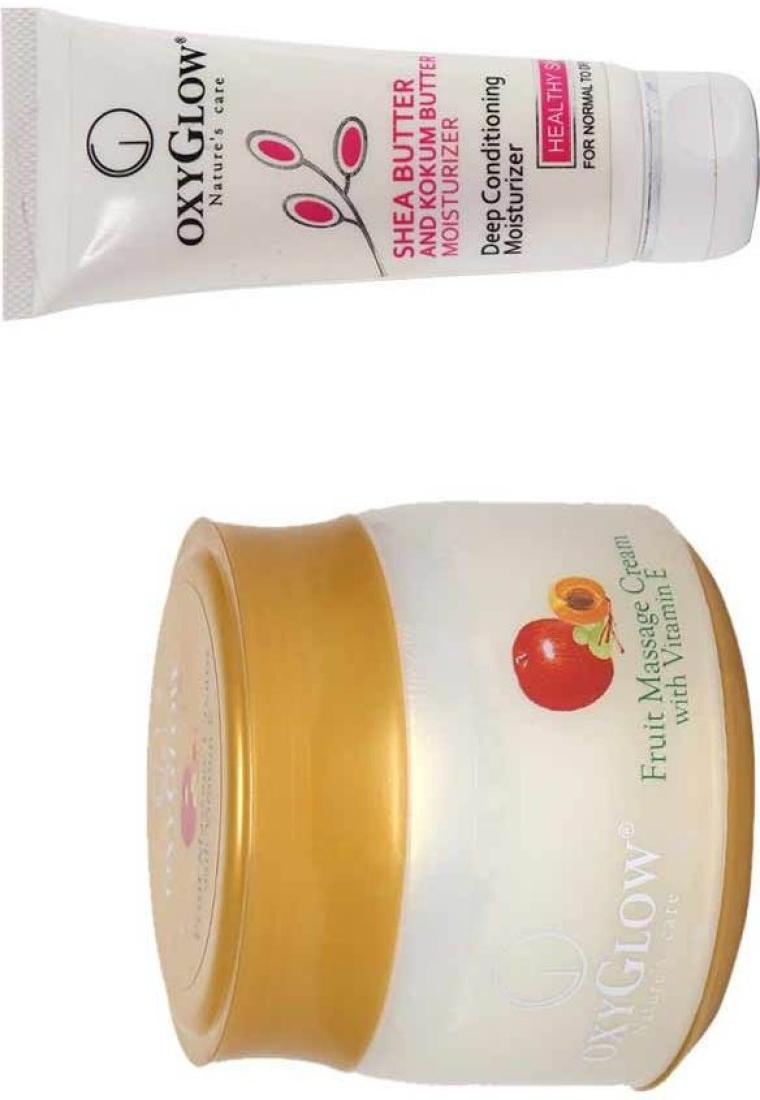 OXYGLOW®
Nature's care
SHEA BUTTER
AND KOKUM BUTTER
MOISTURIZER
Deep Conditioning
Moisturizer
HEALTHY
FOR NORMAL TO
Fruit Massage Cream
with Vitamin E
OXYGLOW®
Nature's care